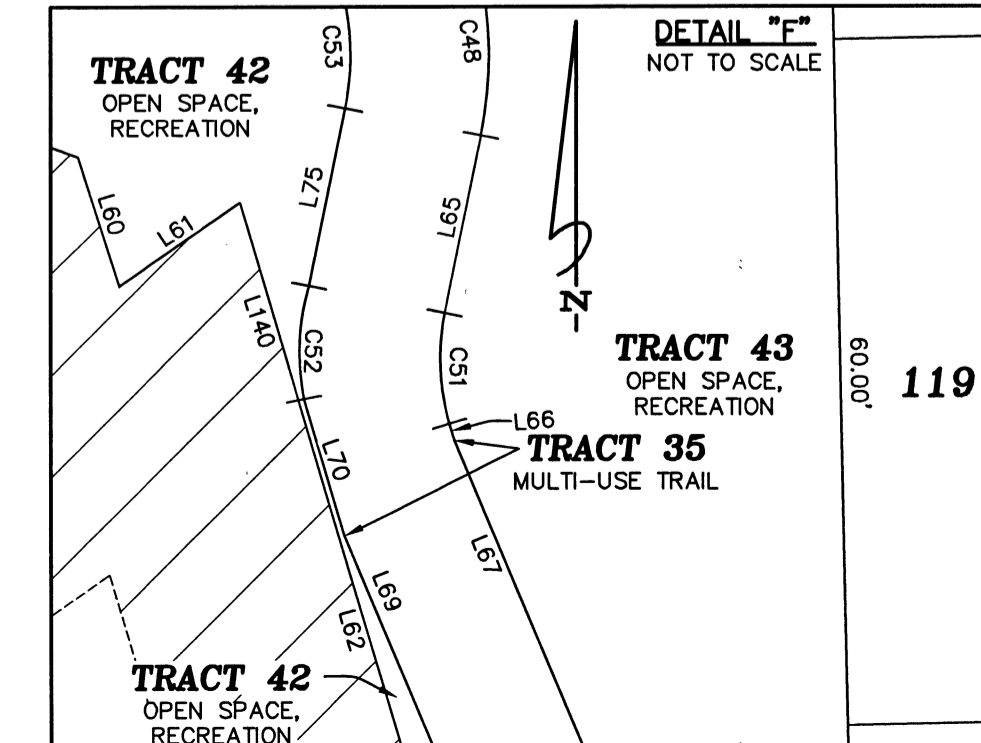 DETAIL "F"
NOT TO SCALE
C53
C48
TRACT 42
OPEN SPACE,
RECREATION
L75
L65
L60
L61
N
L140
C52
C51
TRACT 43
OPEN SPACE,
RECREATION
60.00'
119
L66
TRACT 35
MULTI-USE TRAIL
L70
L67
L69
L62
TRACT 42
OPEN SPACE,
RECREATION